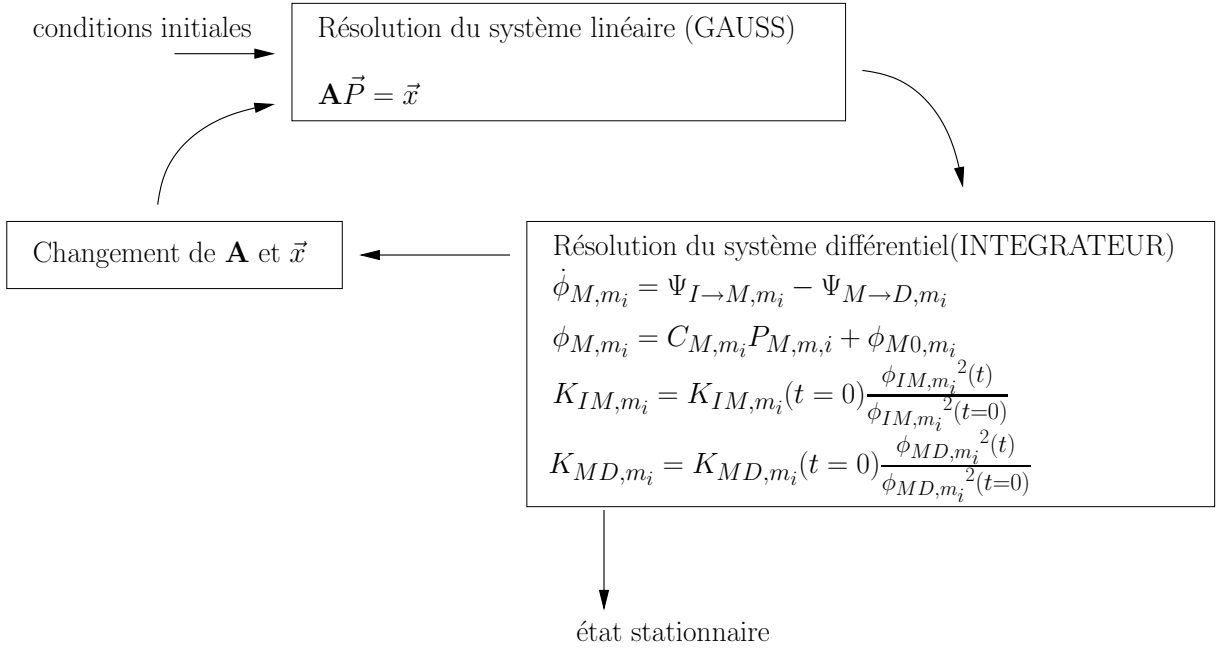 conditions initiales
Résolution du système linéaire (GAUSS)
$\mathbf{A}\vec{P} = \vec{x}$
Changement de $\mathbf{A}$ et $\vec{x}$
Résolution du système différentiel(INTEGRATEUR)
$\dot{\phi}_{M,m_i} = \Psi_{I \to M,m_i} - \Psi_{M \to D,m_i}$
$\phi_{M,m_i} = C_{M,m_i} P_{M,m,i} + \phi_{M0,m_i}$
$K_{IM,m_i} = K_{IM,m_i}(t=0) \frac{{\phi_{IM,m_i}}^2(t)}{{\phi_{IM,m_i}}^2(t=0)}$
$K_{MD,m_i} = K_{MD,m_i}(t=0) \frac{{\phi_{MD,m_i}}^2(t)}{{\phi_{MD,m_i}}^2(t=0)}$
état stationnaire